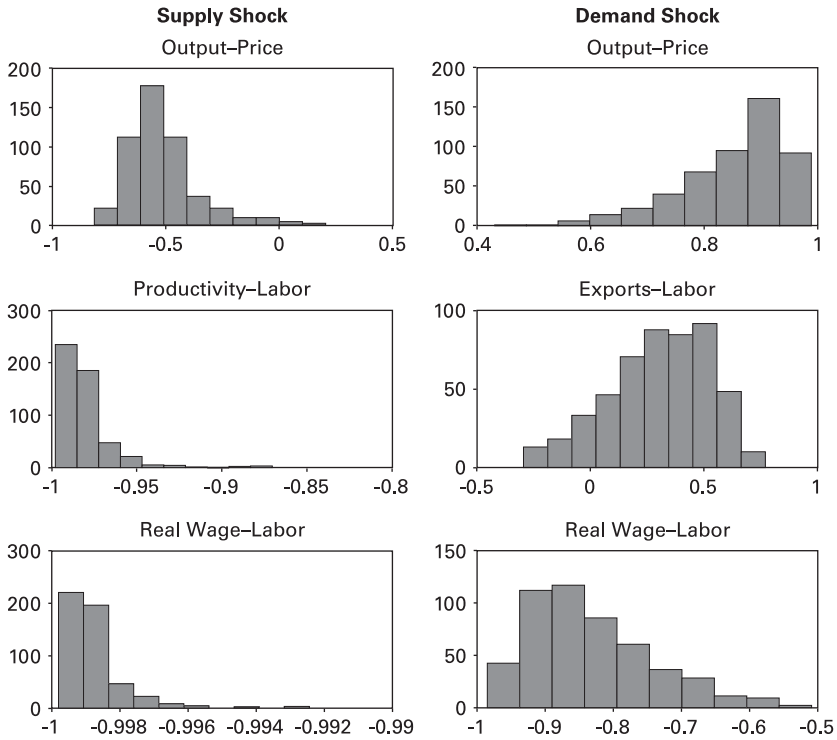 Supply Shock
Demand Shock
Output–Price
Output–Price
200
150
100
50
0
-1 -0.5 0 0.5
200
150
100
50
0
0.4 0.6 0.8 1
Productivity–Labor
Exports–Labor
300
200
100
0
-1 -0.95 -0.9 -0.85 -0.8
100
50
0
-0.5 0 0.5 1
Real Wage–Labor
Real Wage–Labor
300
200
100
0
-1 -0.998 -0.996 -0.994 -0.992 -0.99
150
100
50
0
-1 -0.9 -0.8 -0.7 -0.6 -0.5